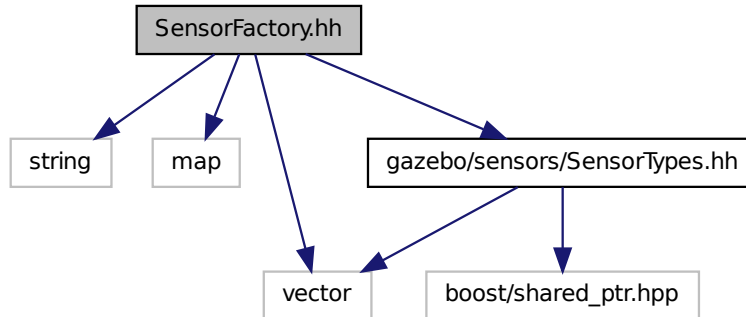 SensorFactory.hh
string
map
gazebo/sensors/SensorTypes.hh
vector
boost/shared_ptr.hpp